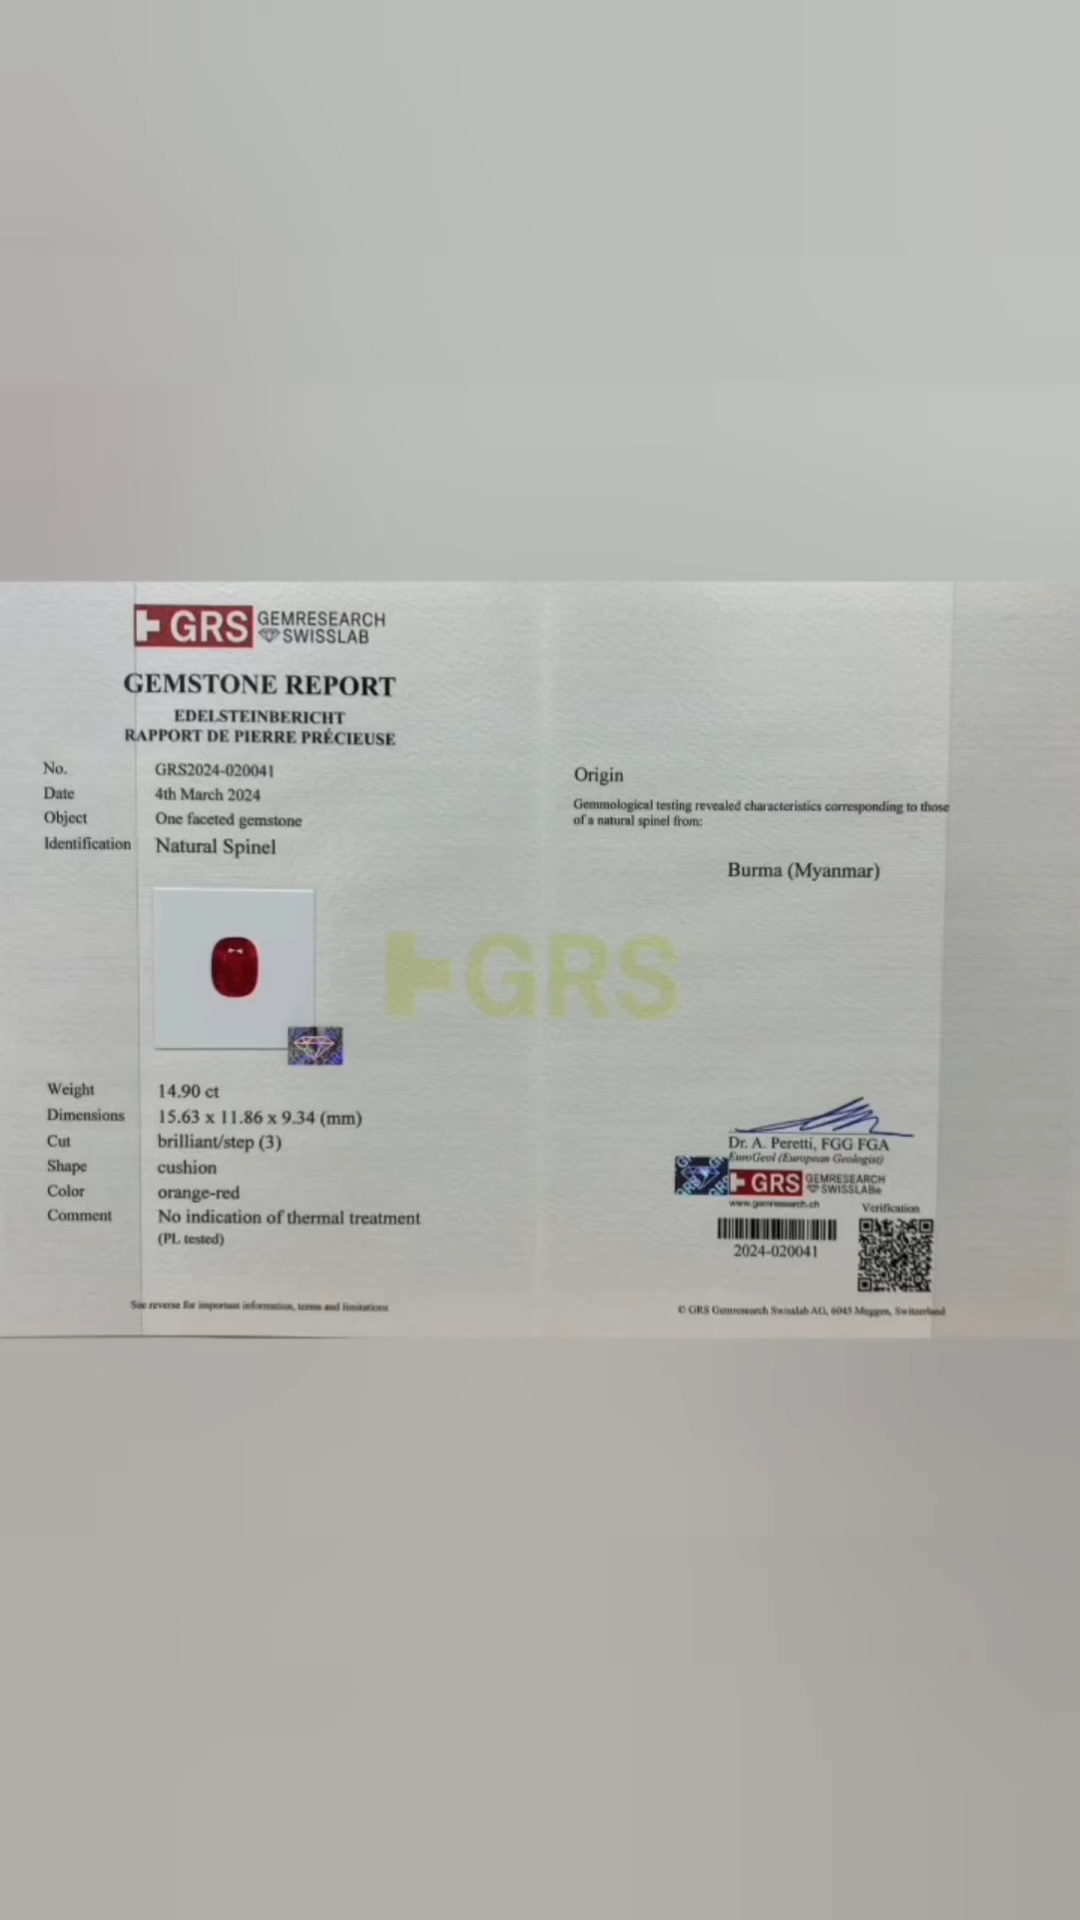 GRS GEMRESEARCH
SWISSLAB
GEMSTONE REPORT
EDELSTEINBERICHT
RAPPORT DE PIERRE PRÉCIEUSE
No. GRS2024-020041
Date 4th March 2024
Object One faceted gemstone
Identification Natural Spinel
Weight 14.90 ct
Dimensions 15.63 x 11.86 x 9.34 (mm)
Cut brilliant/step (3)
Shape cushion
Color orange-red
Comment No indication of thermal treatment
(PL tested)
See reverse for important information, terms and limitations
GRS
Origin
Gemmological testing revealed characteristics corresponding to those
of a natural spinel from:
Burma (Myanmar)
Dr. A. Peretti, FGG FGA
EuroGeol (European Geologist)
GRS GEMRESEARCH
SWISSLAB®
www.gemresearch.ch
Verification
2024-020041
© GRS Gemresearch Swisslab AG, 6045 Meggen, Switzerland